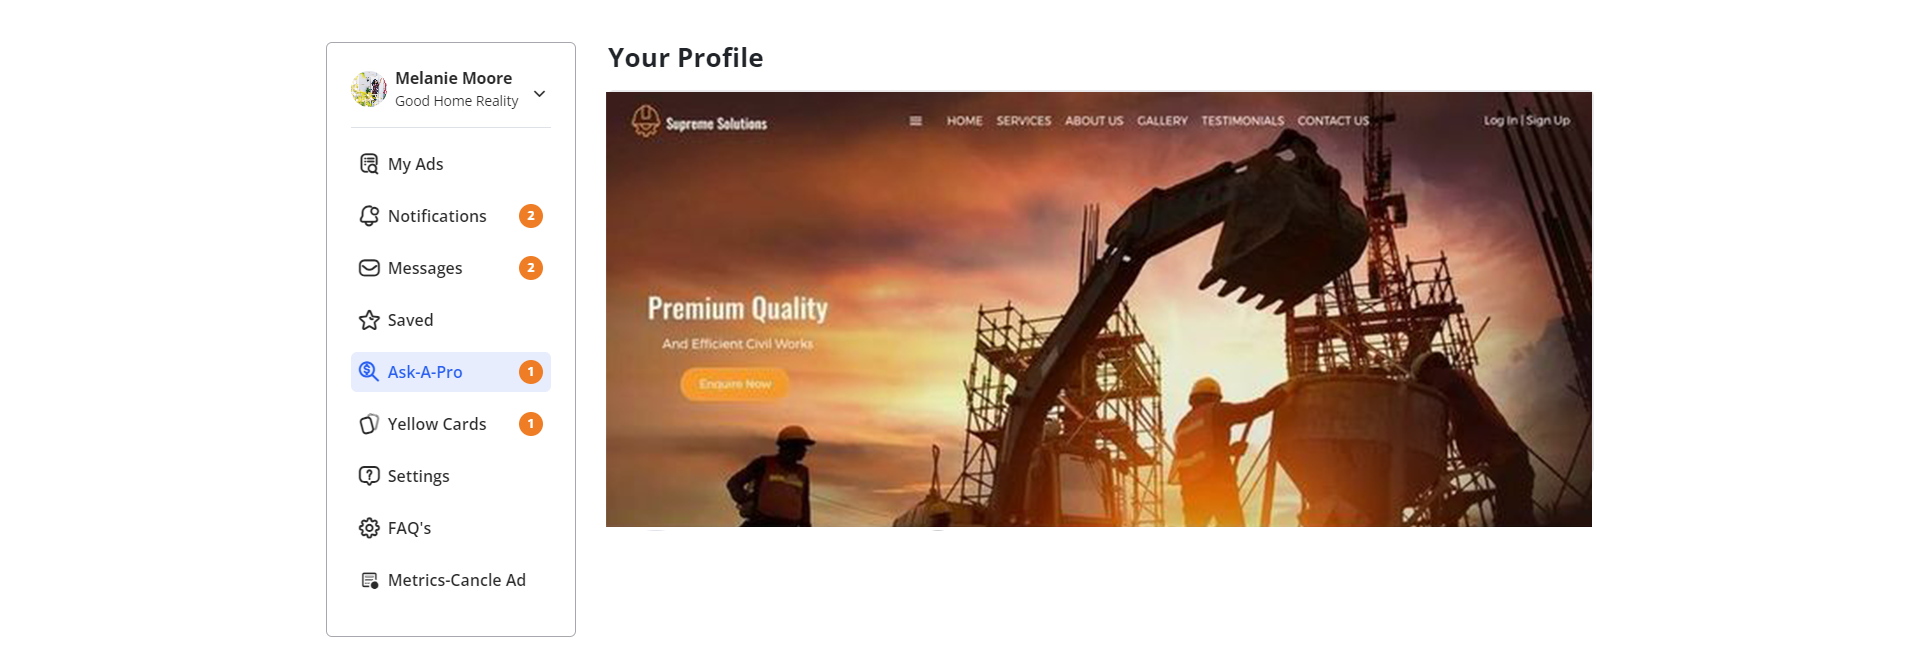 Melanie Moore
Good Home Reality
My Ads
Notifications 2
Messages 2
Saved
Ask-A-Pro 1
Yellow Cards 1
Settings
FAQ's
Metrics-Cancle Ad
Your Profile
Supreme Solutions
HOME SERVICES ABOUT US GALLERY TESTIMONIALS CONTACT US
Log In | Sign Up
Premium Quality
And Efficient Civil Works
Enquire Now